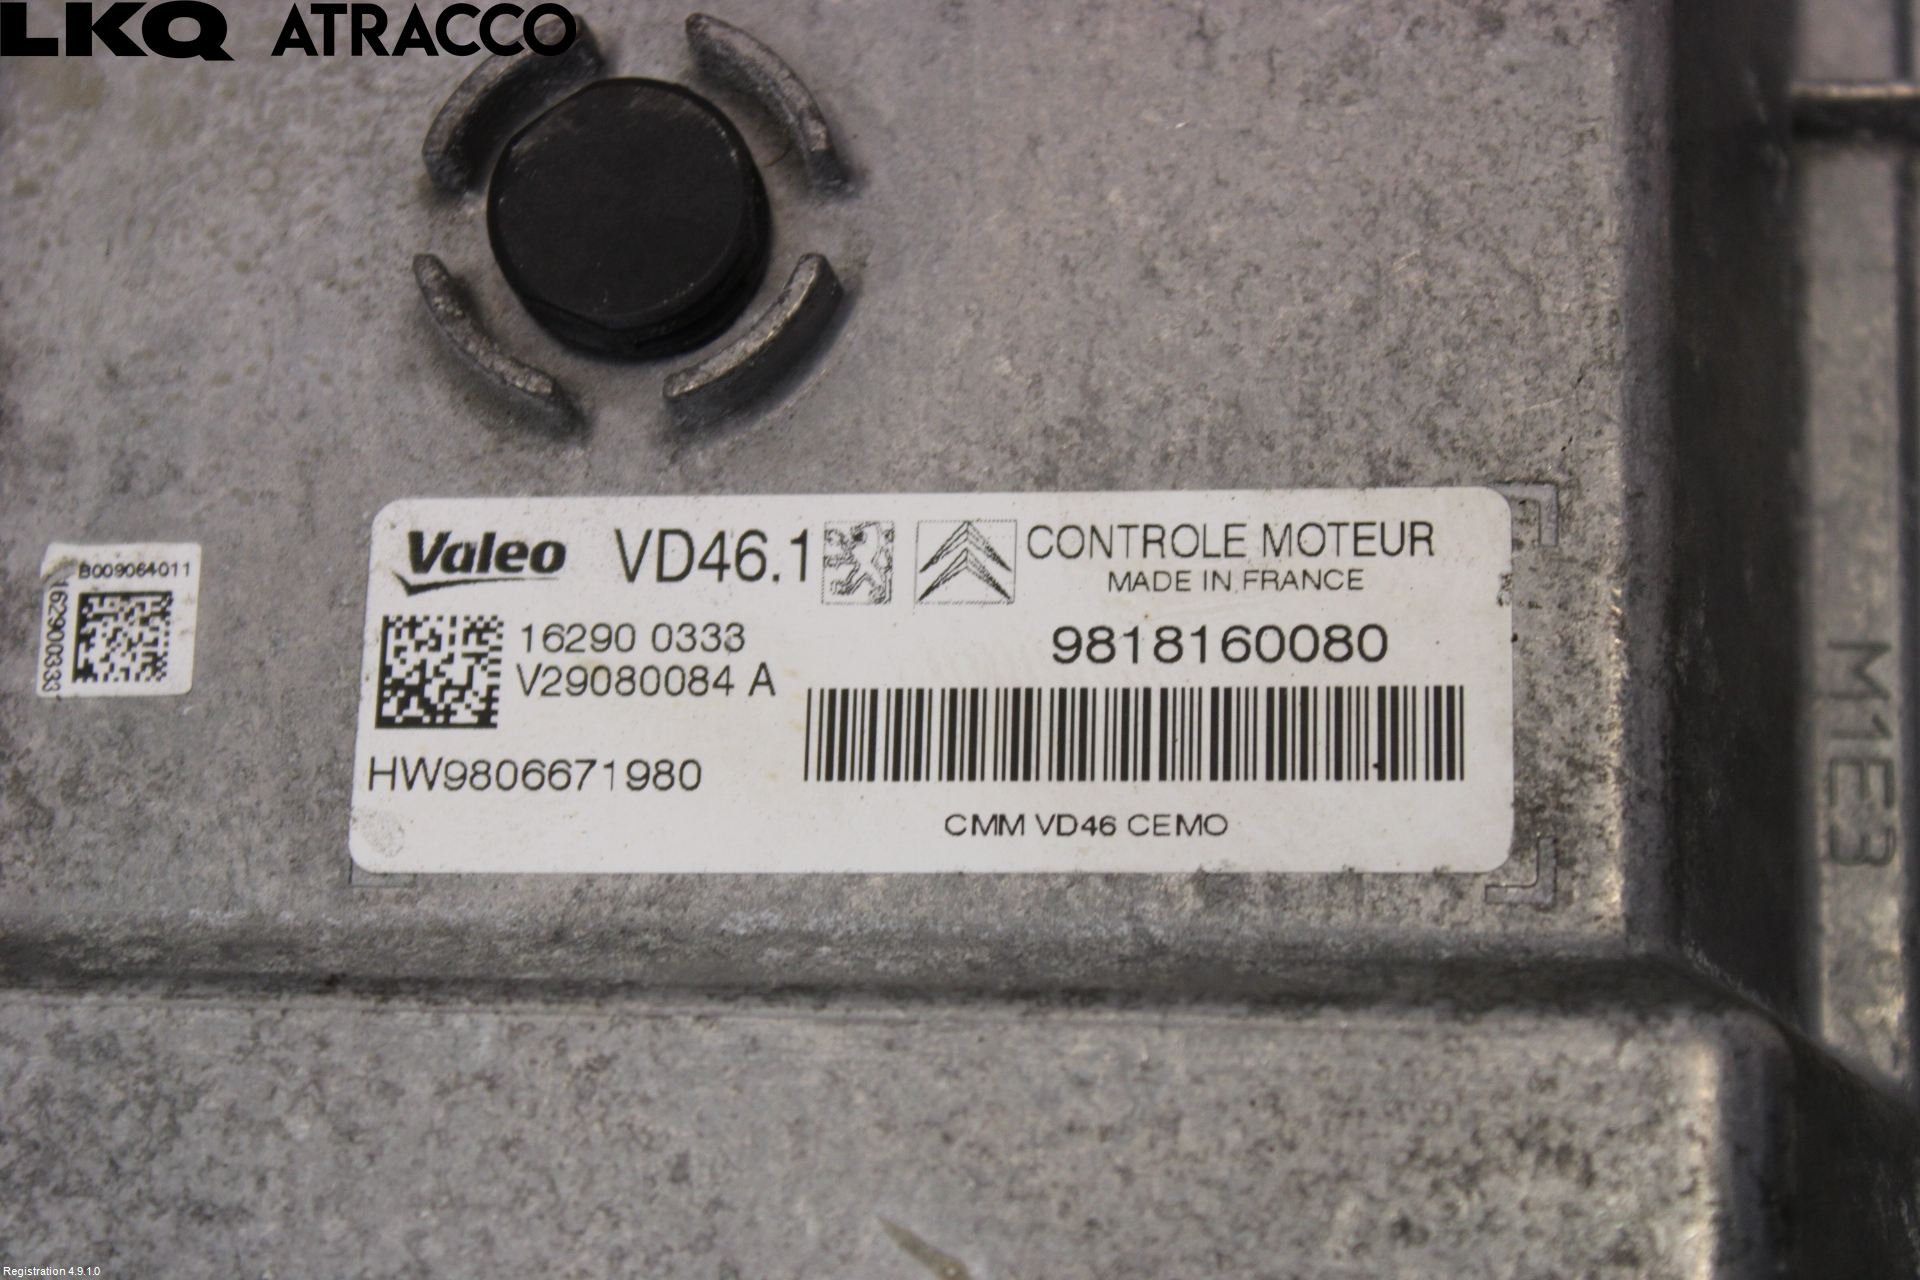 LKQ ATRACCO
Valeo VD46.1 CONTROLE MOTEUR
MADE IN FRANCE
16290 0333
V29080084 A
9818160080
HW9806671980
CMM VD46 CEMO
B009064011
162900333
M1E3
Registration 4.9.1.0